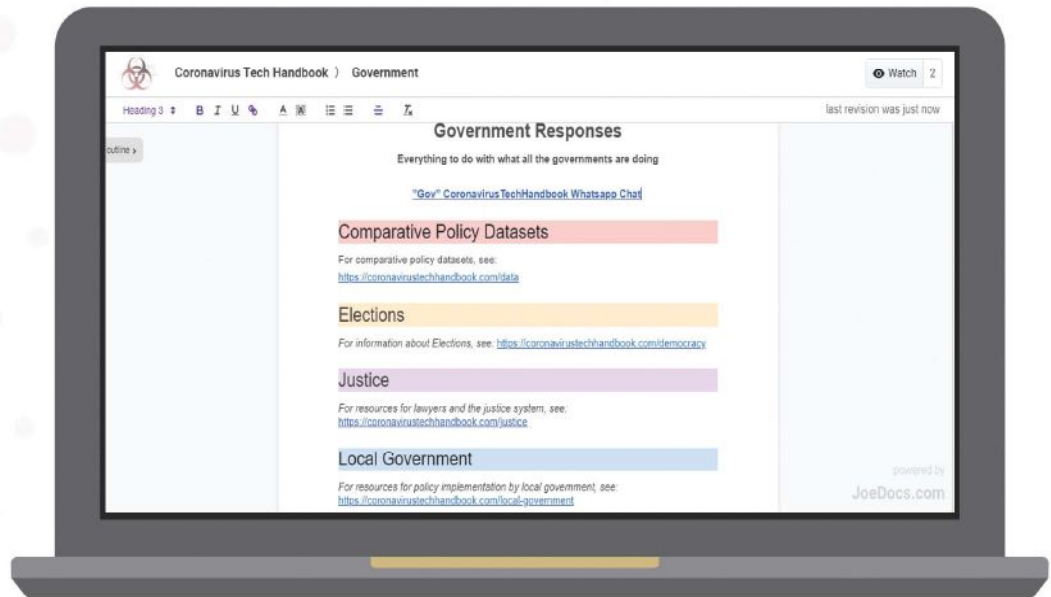 Coronavirus Tech Handbook ) Government
Watch 2
Heading 3 B I U A
last revision was just now
outline >
Government Responses
Everything to do with what all the governments are doing
"Gov" CoronavirusTechHandbook Whatsapp Chat
Comparative Policy Datasets
For comparative policy datasets, see:
https://coronavirustechhandbook.com/data
Elections
For information about Elections, see: https://coronavirustechhandbook.com/democracy
Justice
For resources for lawyers and the justice system, see:
https://coronavirustechhandbook.com/justice
Local Government
For resources for policy implementation by local government, see:
https://coronavirustechhandbook.com/local-government
powered by
JoeDocs.com